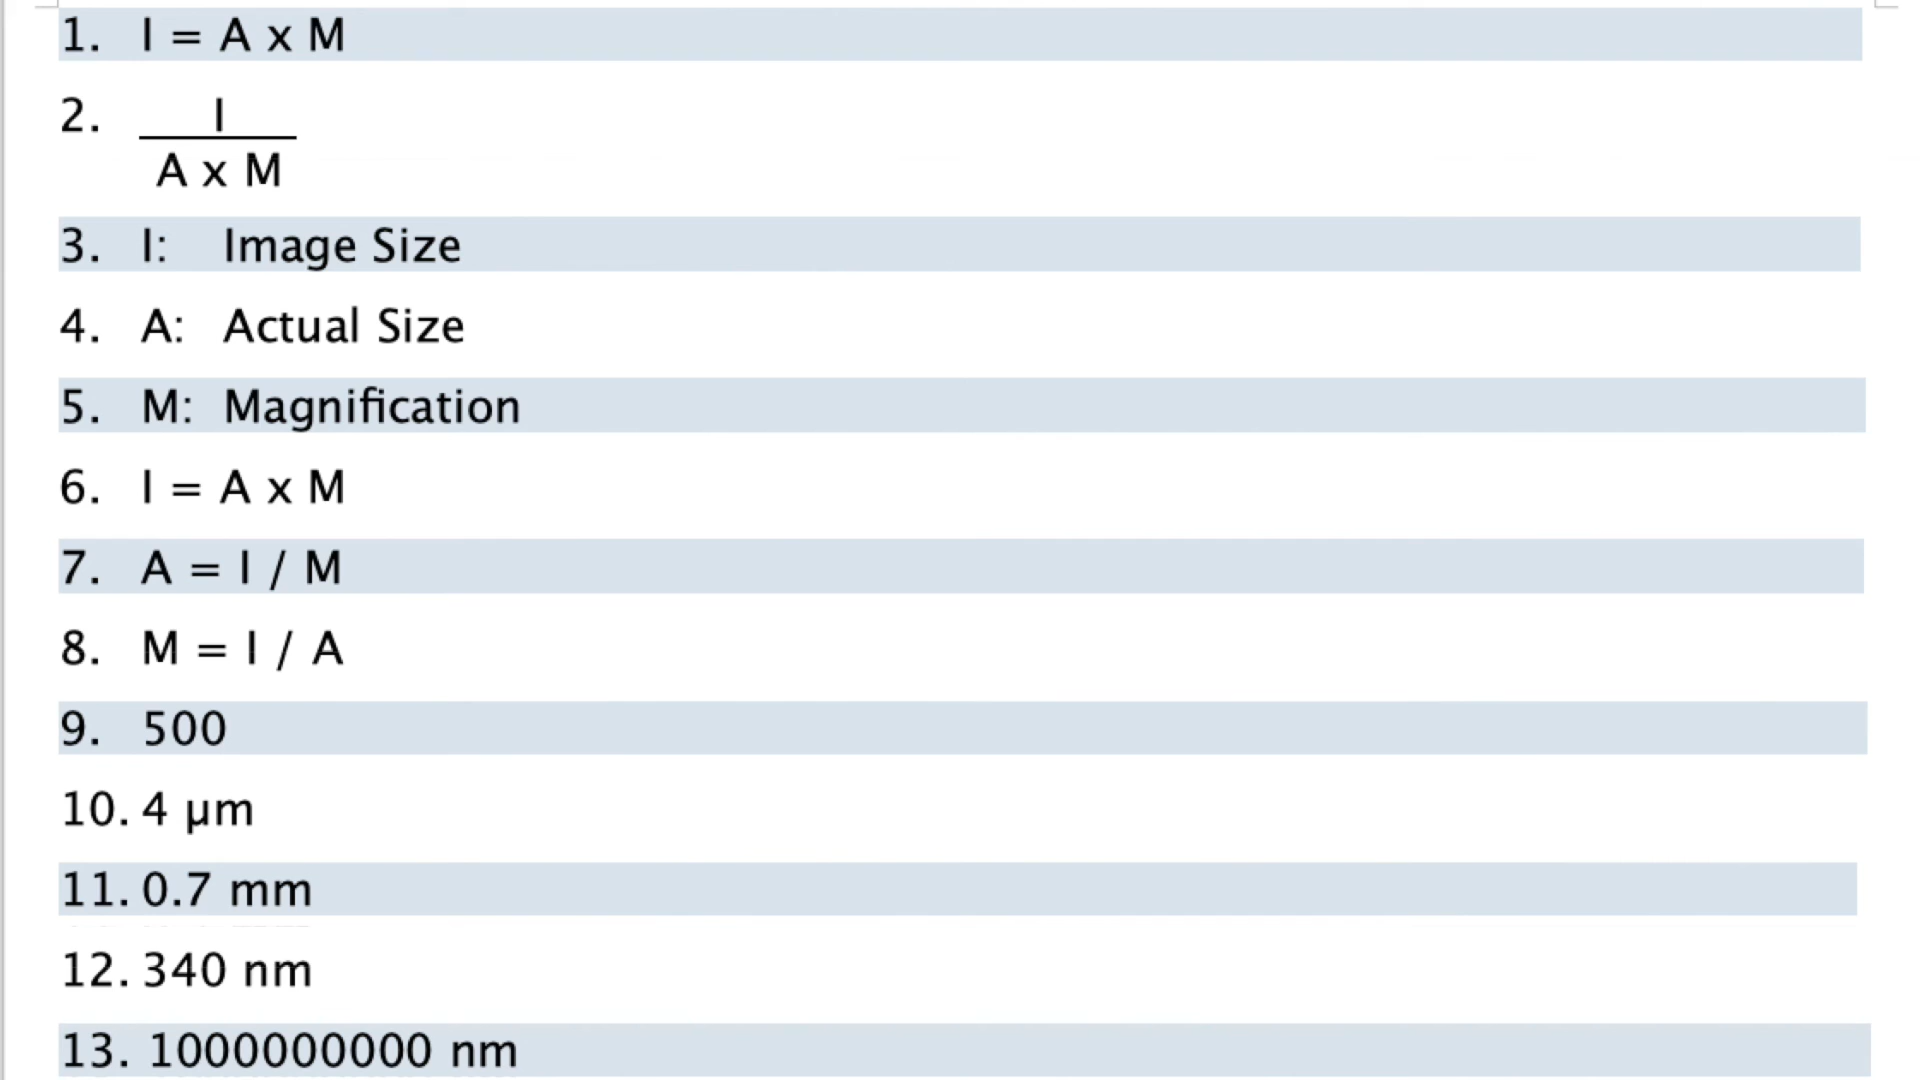 1. I = A x M
2. I
A x M
3. I: Image Size
4. A: Actual Size
5. M: Magnification
6. I = A x M
7. A = I / M
8. M = I / A
9. 500
10. 4 µm
11. 0.7 mm
12. 340 nm
13. 1000000000 nm